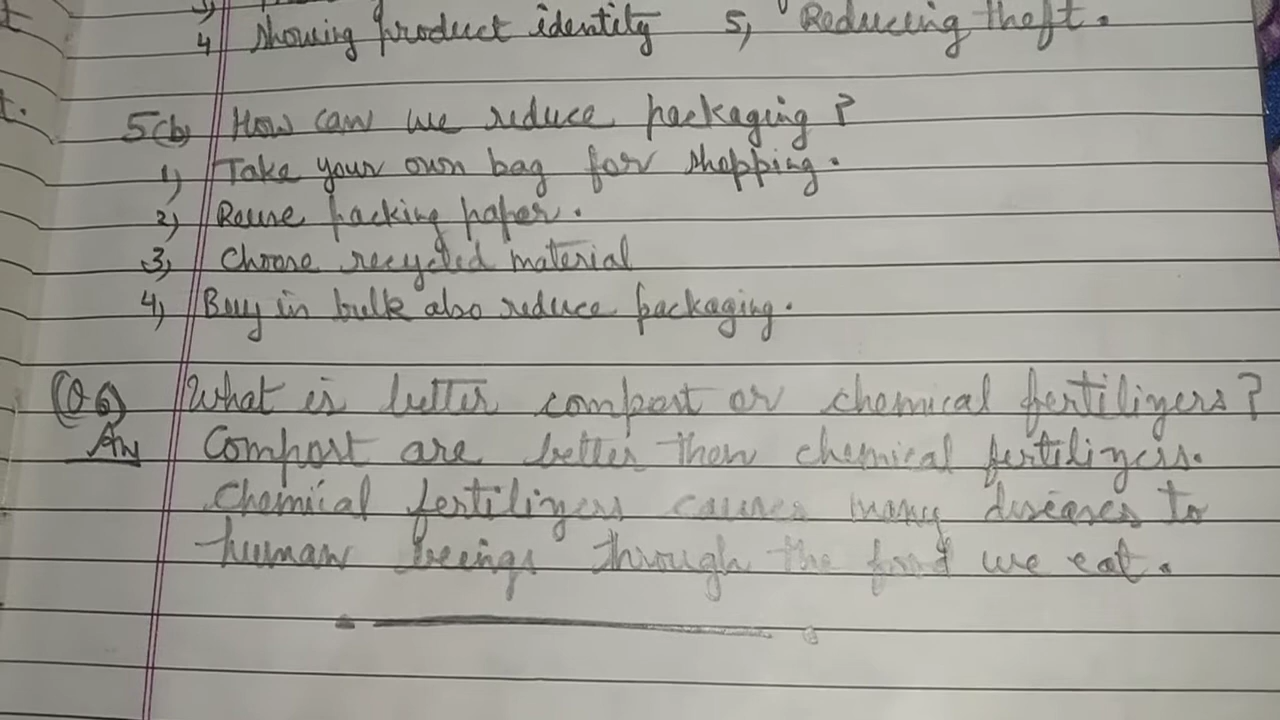 4 Showing product identity 5, Reducing theft.
5(b) How can we reduce packaging?
1) Take your own bag for shopping.
2) Reuse packing paper.
3) Choose recycled material
4) Buy in bulk also reduce packaging.
(Q6) What is better compost or chemical fertilizers?
Ans Compost are better then chemical fertilizers.
Chemical fertilizers causes many diseases to
human beings through the food we eat.